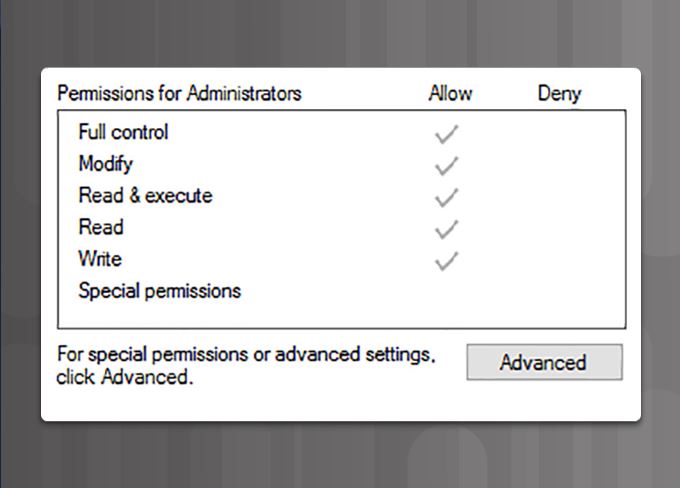 Permissions for Administrators Allow Deny
Full control
Modify
Read & execute
Read
Write
Special permissions
For special permissions or advanced settings,
click Advanced.
Advanced